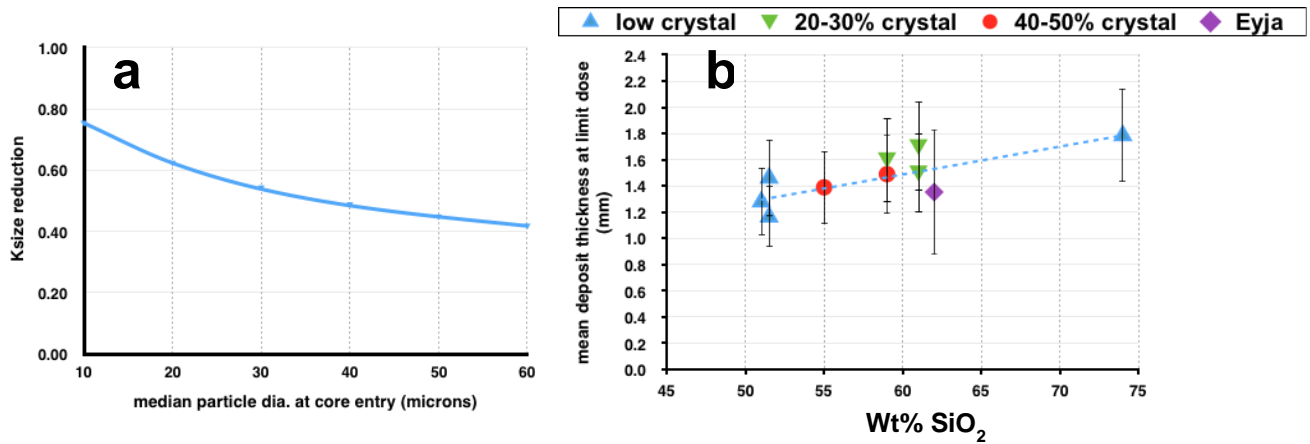 low crystal 20-30% crystal 40-50% crystal Eyja
a
1.00
0.80
0.60
0.40
0.20
0.00
Ksize reduction
10 20 30 40 50 60
median particle dia. at core entry (microns)
b
2.4
2.2
2.0
1.8
1.6
1.4
1.2
1.0
0.8
0.6
0.4
0.2
0.0
mean deposit thickness at limit dose
(mm)
45 50 55 60 65 70 75
Wt% SiO₂